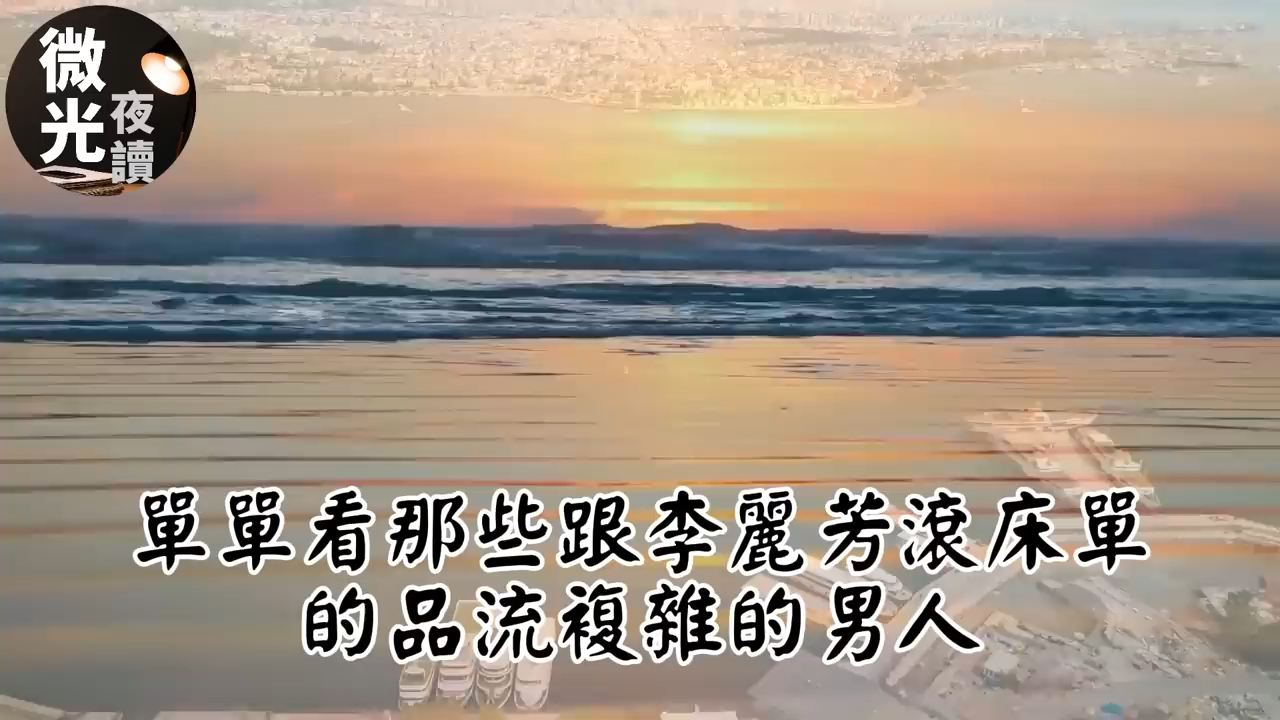 微光
夜讀
單單看那些跟李麗芳滾床單
的品流複雜的男人